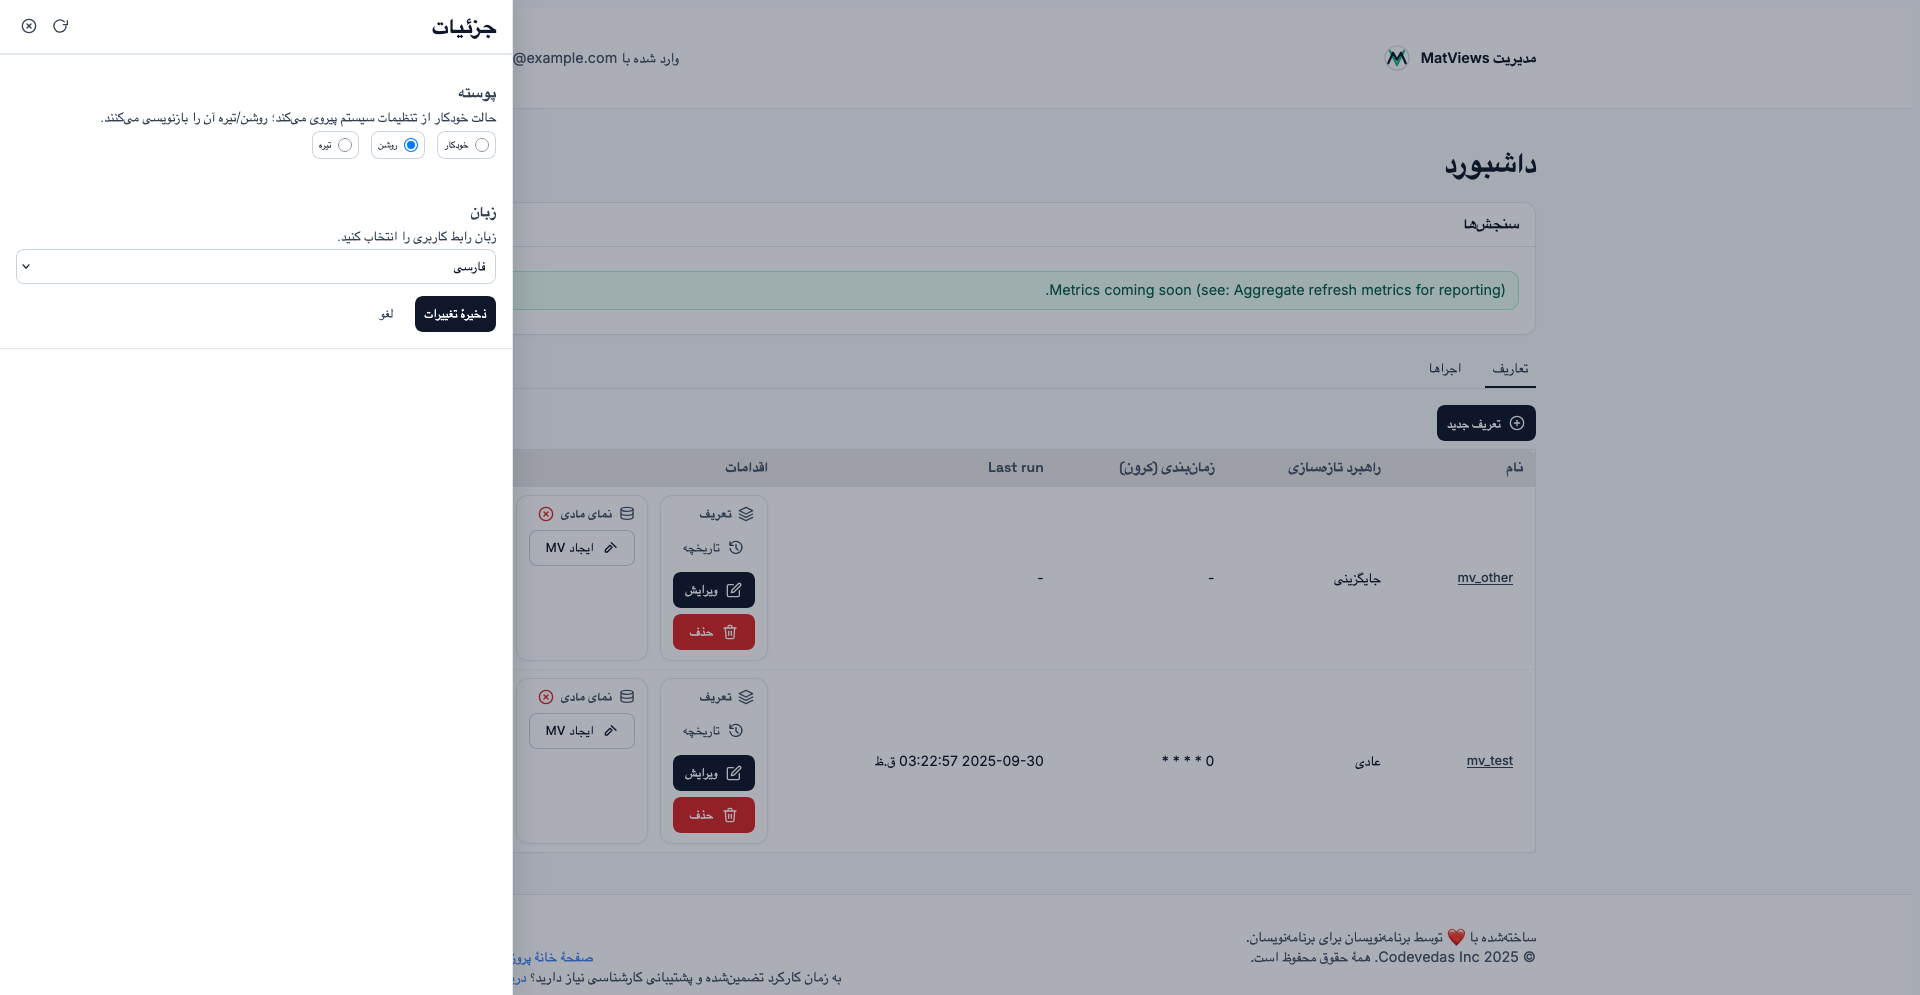 جزئیات
پوسته
حالت خودکار از تنظیمات سیستم پیروی می‌کند؛ روشن/تیره آن را بازنویسی می‌کنند.
خودکار
روشن
تیره
زبان
زبان رابط کاربری را انتخاب کنید.
فارسی
ذخیرهٔ تغییرات
لغو
مدیریت MatViews
وارد شده با @example.com
داشبورد
سنجش‌ها
Metrics coming soon (see: Aggregate refresh metrics for reporting).
تعاریف
اجراها
تعریف جدید
نام
راهبرد تازه‌سازی
زمان‌بندی (کرون)
Last run
اقدامات
mv_other
جایگزینی
-
-
تعریف
تاریخچه
ویرایش
حذف
نمای مادی
ایجاد MV
mv_test
عادی
0 * * * *
2025-09-30 03:22:57 ق.ظ
تعریف
تاریخچه
ویرایش
حذف
نمای مادی
ایجاد MV
ساخته‌شده با ❤️ توسط برنامه‌نویسان برای برنامه‌نویسان.
© 2025 Codevedas Inc. همهٔ حقوق محفوظ است.
صفحهٔ خانهٔ
به زمان کارکرد تضمین‌شده و پشتیبانی کارشناسی نیاز دارید؟